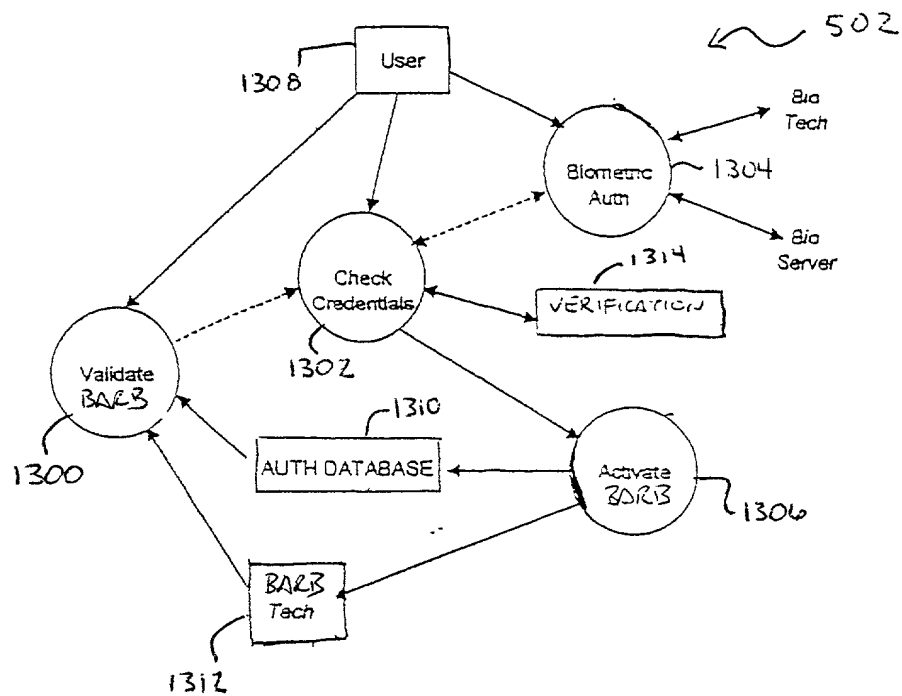 502
User
1308
Bio
Tech
Biometric
Auth
1304
Bio
Server
1314
Check
Credentials
VERIFICATION
1302
Validate
BARB
1310
1300
AUTH DATABASE
Activate
BARB
1306
BARB
Tech
1312